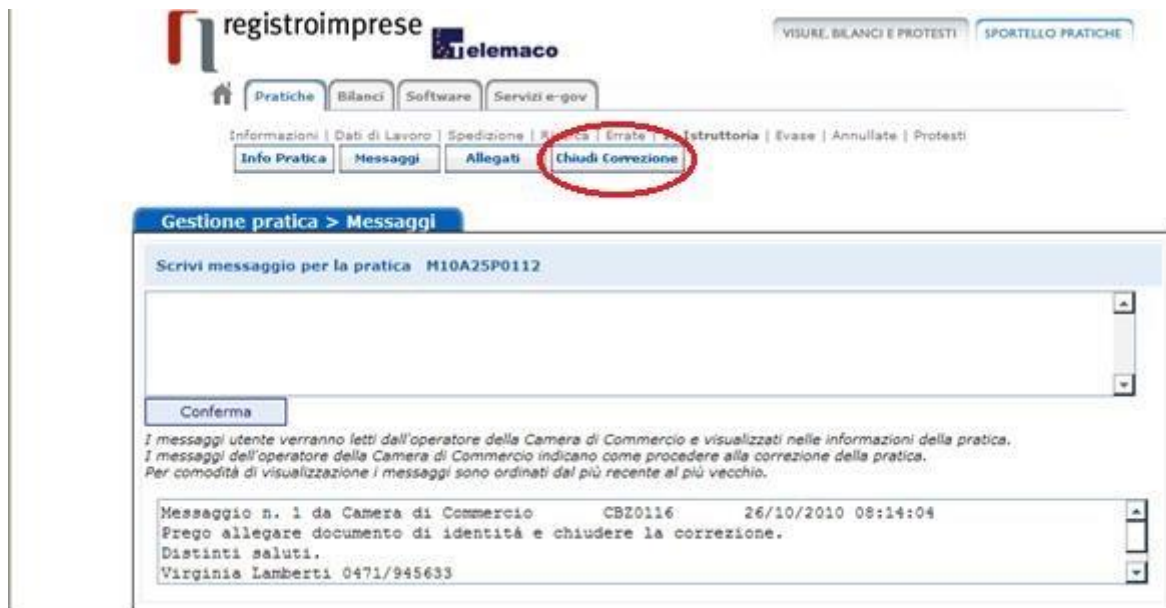 registroimprese
Telemaco
VISURE, BILANCI E PROTESTI
SPORTELLO PRATICHE
Pratiche
Bilanci
Software
Servizi e-gov
Informazioni | Dati di Lavoro | Spedizione | | Errate | Istruttoria | Evase | Annullate | Protesti
Info Pratica
Messaggi
Allegati
Chiudi Correzione
Gestione pratica > Messaggi
Scrivi messaggio per la pratica M10A25P0112
Conferma
I messaggi utente verranno letti dall'operatore della Camera di Commercio e visualizzati nelle informazioni della pratica.
I messaggi dell'operatore della Camera di Commercio indicano come procedere alla correzione della pratica.
Per comodità di visualizzazione i messaggi sono ordinati dal più recente al più vecchio.
Messaggio n. 1 da Camera di Commercio CBZ0116 26/10/2010 08:14:04
Prego allegare documento di identitá e chiudere la correzione.
Distinti saluti.
Virginia Lamberti 0471/945633